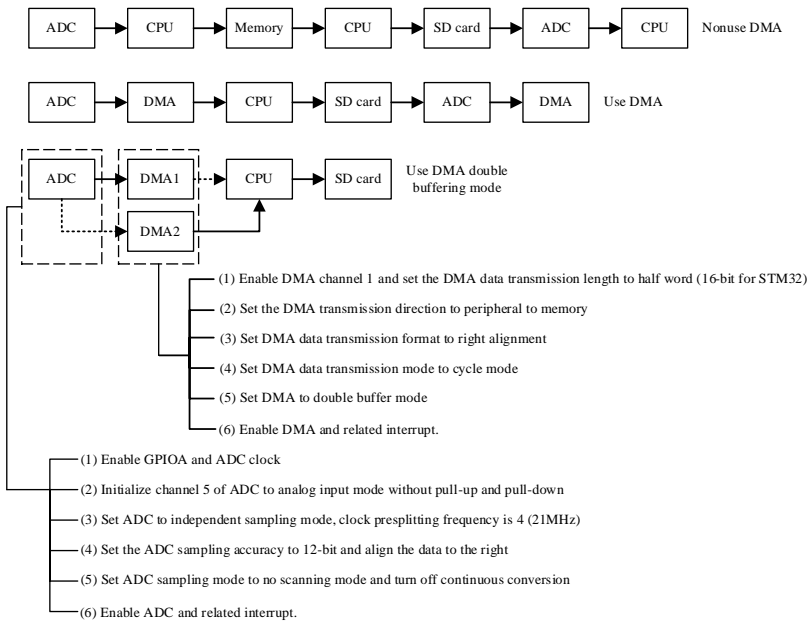 ADC CPU Memory CPU SD card ADC CPU Nonuse DMA
ADC DMA CPU SD card ADC DMA Use DMA
ADC DMA1 CPU SD card Use DMA double
buffering mode
DMA2
(1) Enable DMA channel 1 and set the DMA data transmission length to half word (16-bit for STM32)
(2) Set the DMA transmission direction to peripheral to memory
(3) Set DMA data transmission format to right alignment
(4) Set DMA data transmission mode to cycle mode
(5) Set DMA to double buffer mode
(6) Enable DMA and related interrupt.
(1) Enable GPIOA and ADC clock
(2) Initialize channel 5 of ADC to analog input mode without pull-up and pull-down
(3) Set ADC to independent sampling mode, clock presplitting frequency is 4 (21MHz)
(4) Set the ADC sampling accuracy to 12-bit and align the data to the right
(5) Set ADC sampling mode to no scanning mode and turn off continuous conversion
(6) Enable ADC and related interrupt.